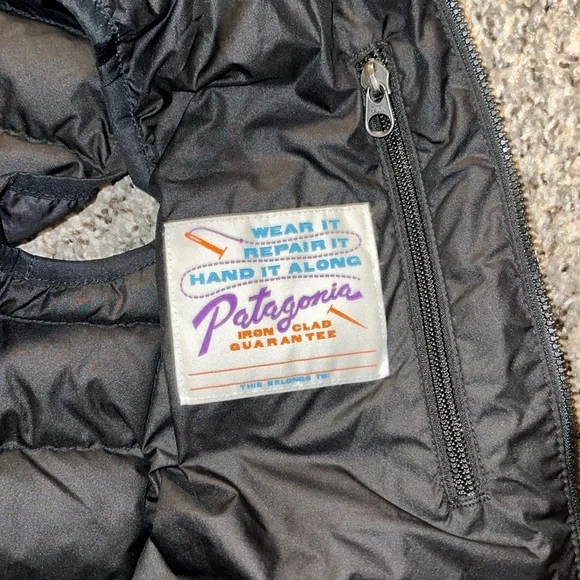 WEAR IT
REPAIR IT
HAND IT ALONG
Patagonia
IRON CLAD
GUARANTEE
THIS BELONGS TO: